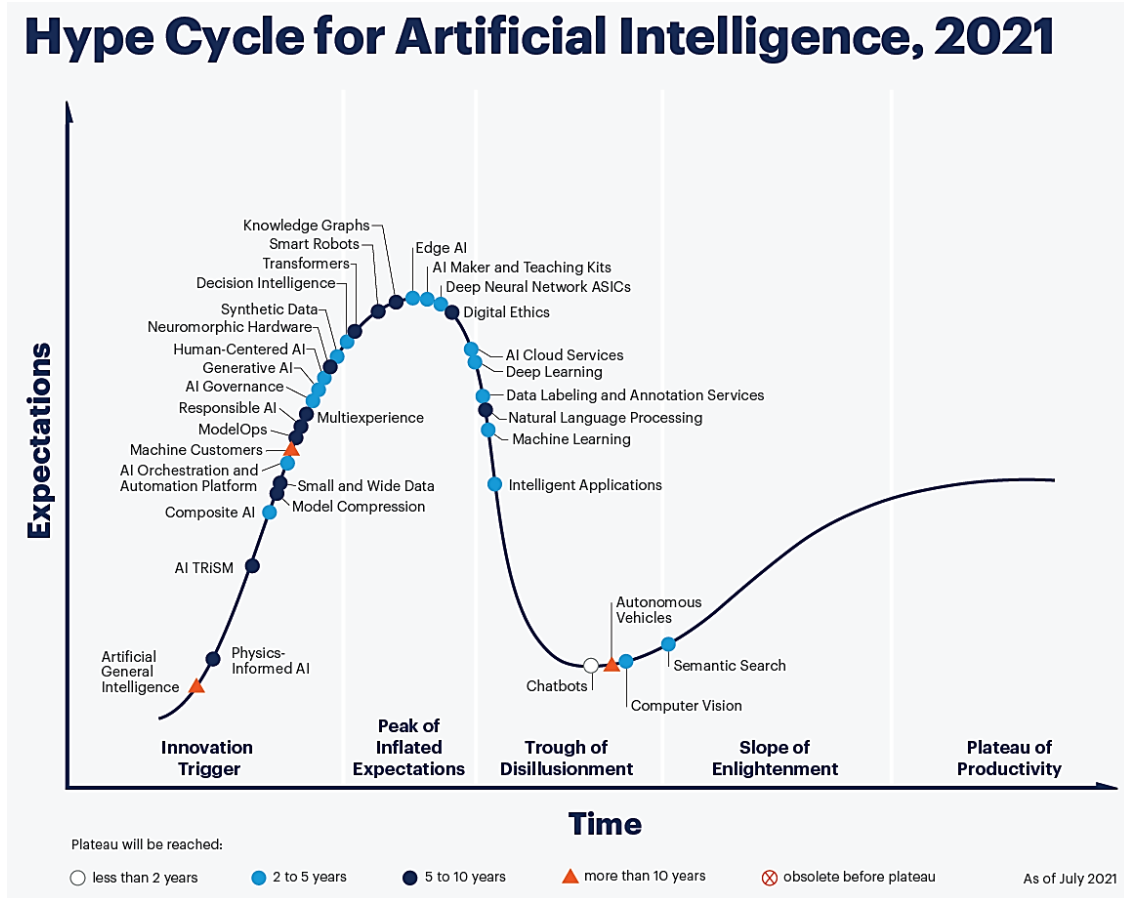 Hype Cycle for Artificial Intelligence, 2021
Expectations
Knowledge Graphs
Smart Robots
Transformers
Decision Intelligence
Synthetic Data
Neuromorphic Hardware
Human-Centered AI
Generative AI
AI Governance
Responsible AI
Multiexperience
ModelOps
Machine Customers
AI Orchestration and
Automation Platform
Small and Wide Data
Model Compression
Composite AI
AI TRiSM
Physics-
Informed AI
Artificial
General
Intelligence
Edge AI
AI Maker and Teaching Kits
Deep Neural Network ASICs
Digital Ethics
AI Cloud Services
Deep Learning
Data Labeling and Annotation Services
Natural Language Processing
Machine Learning
Intelligent Applications
Autonomous
Vehicles
Chatbots
Computer Vision
Semantic Search
Innovation
Trigger
Peak of
Inflated
Expectations
Trough of
Disillusionment
Slope of
Enlightenment
Plateau of
Productivity
Time
Plateau will be reached:
less than 2 years
2 to 5 years
5 to 10 years
more than 10 years
obsolete before plateau
As of July 2021